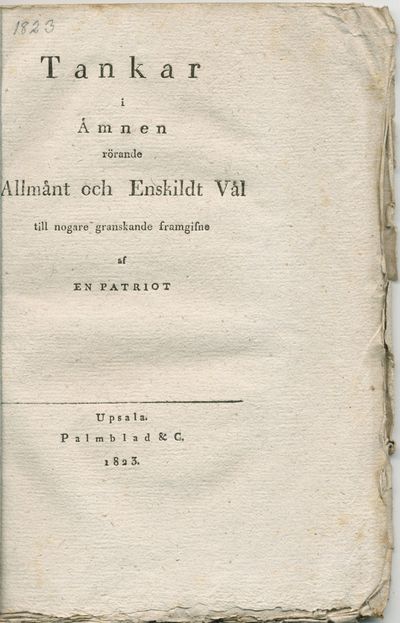 1823
Tankar
i
Ämnen
rörande
Allmänt och Enskildt Väl
till nogare granskande framgifne
af
EN PATRIOT
Upsala.
Palmblad & C.
1823.